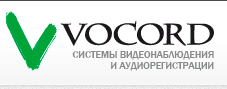 VOCORD
СИСТЕМЫ ВИДЕОНАБЛЮДЕНИЯ
И АУДИОРЕГИСТРАЦИИ